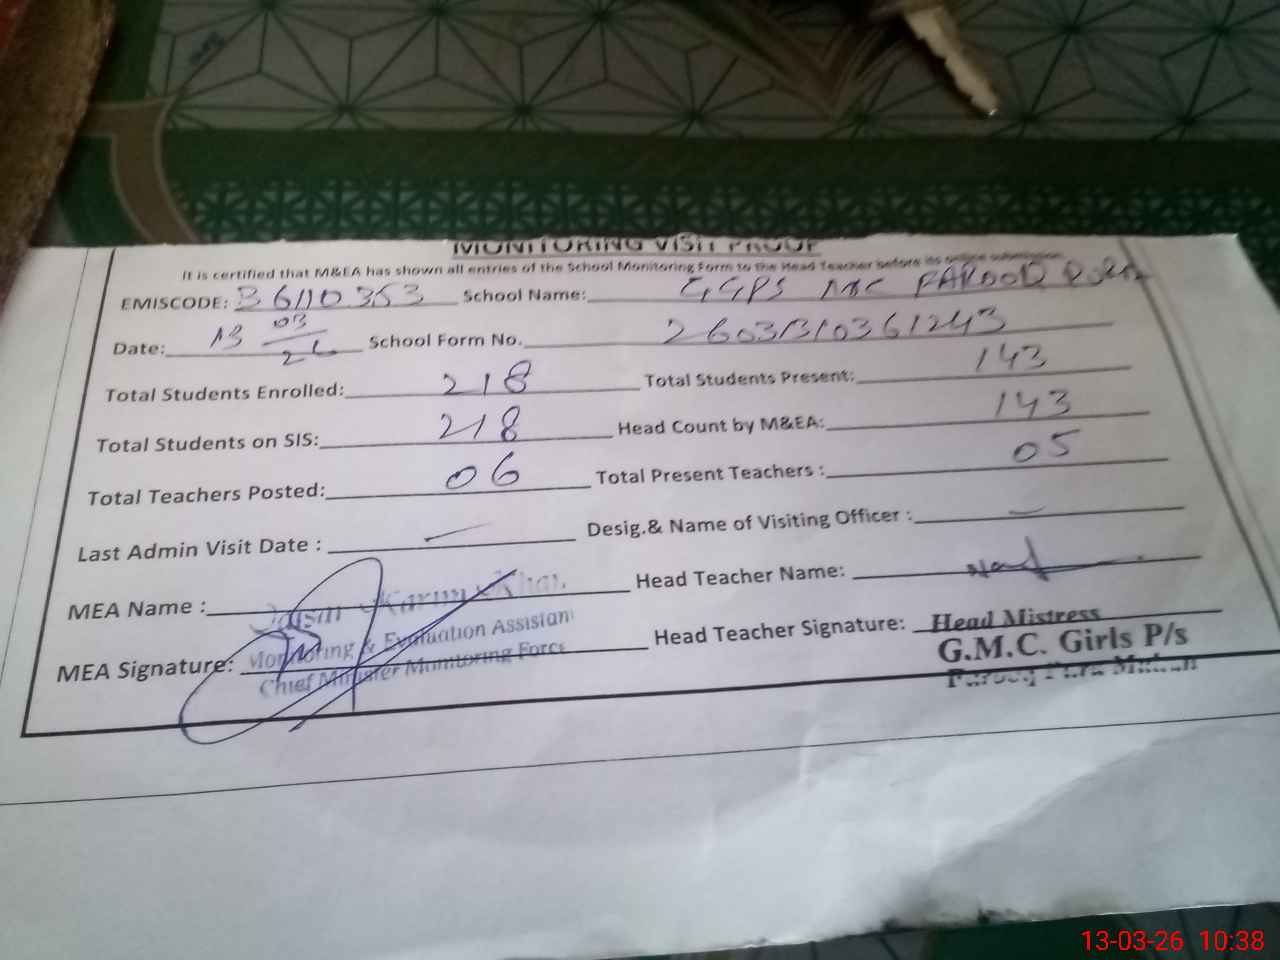 MONITORING VISIT PROOF
It is certified that M&EA has shown all entries of the School Monitoring Form to the Head Teacher before its online submission.
EMISCODE: 36110353 School Name: GGPS MC FAROOQ PURA
Date: 13 03/26 School Form No. 26031310361243
Total Students Enrolled: 218 Total Students Present: 143
Total Students on SIS: 218 Head Count by M&EA: 143
Total Teachers Posted: 06 Total Present Teachers : 05
Last Admin Visit Date : — Desig.& Name of Visiting Officer : —
MEA Name : Karim Khan Head Teacher Name:
Monitoring & Evaluation Assistant
MEA Signature: Head Teacher Signature: Head Mistress
Chief Minister Monitoring Force
G.M.C. Girls P/s
Farooq Pura Multan
13-03-26 10:38